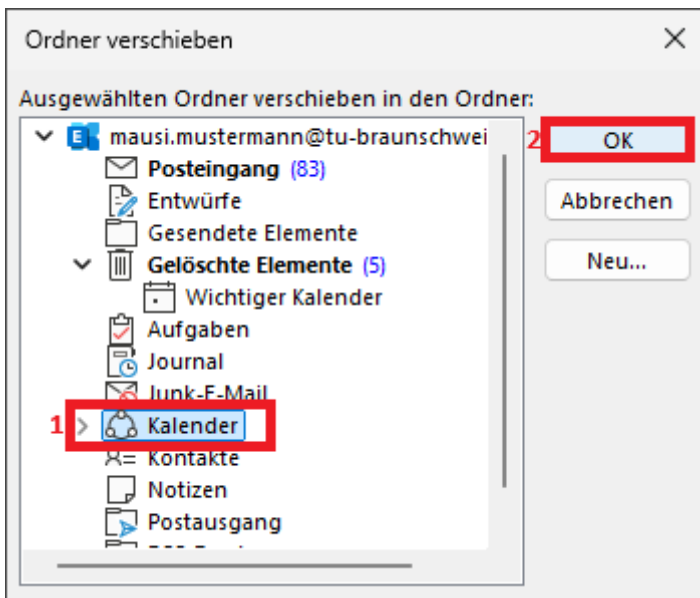 Ordner verschieben
Ausgewählten Ordner verschieben in den Ordner:
mausi.mustermann@tu-braunschwei
2 OK
Posteingang (83)
Abbrechen
Entwürfe
Gesendete Elemente
Gelöschte Elemente (5)
Neu...
Wichtiger Kalender
Aufgaben
Journal
Junk-E-Mail
1 Kalender
Kontakte
Notizen
Postausgang